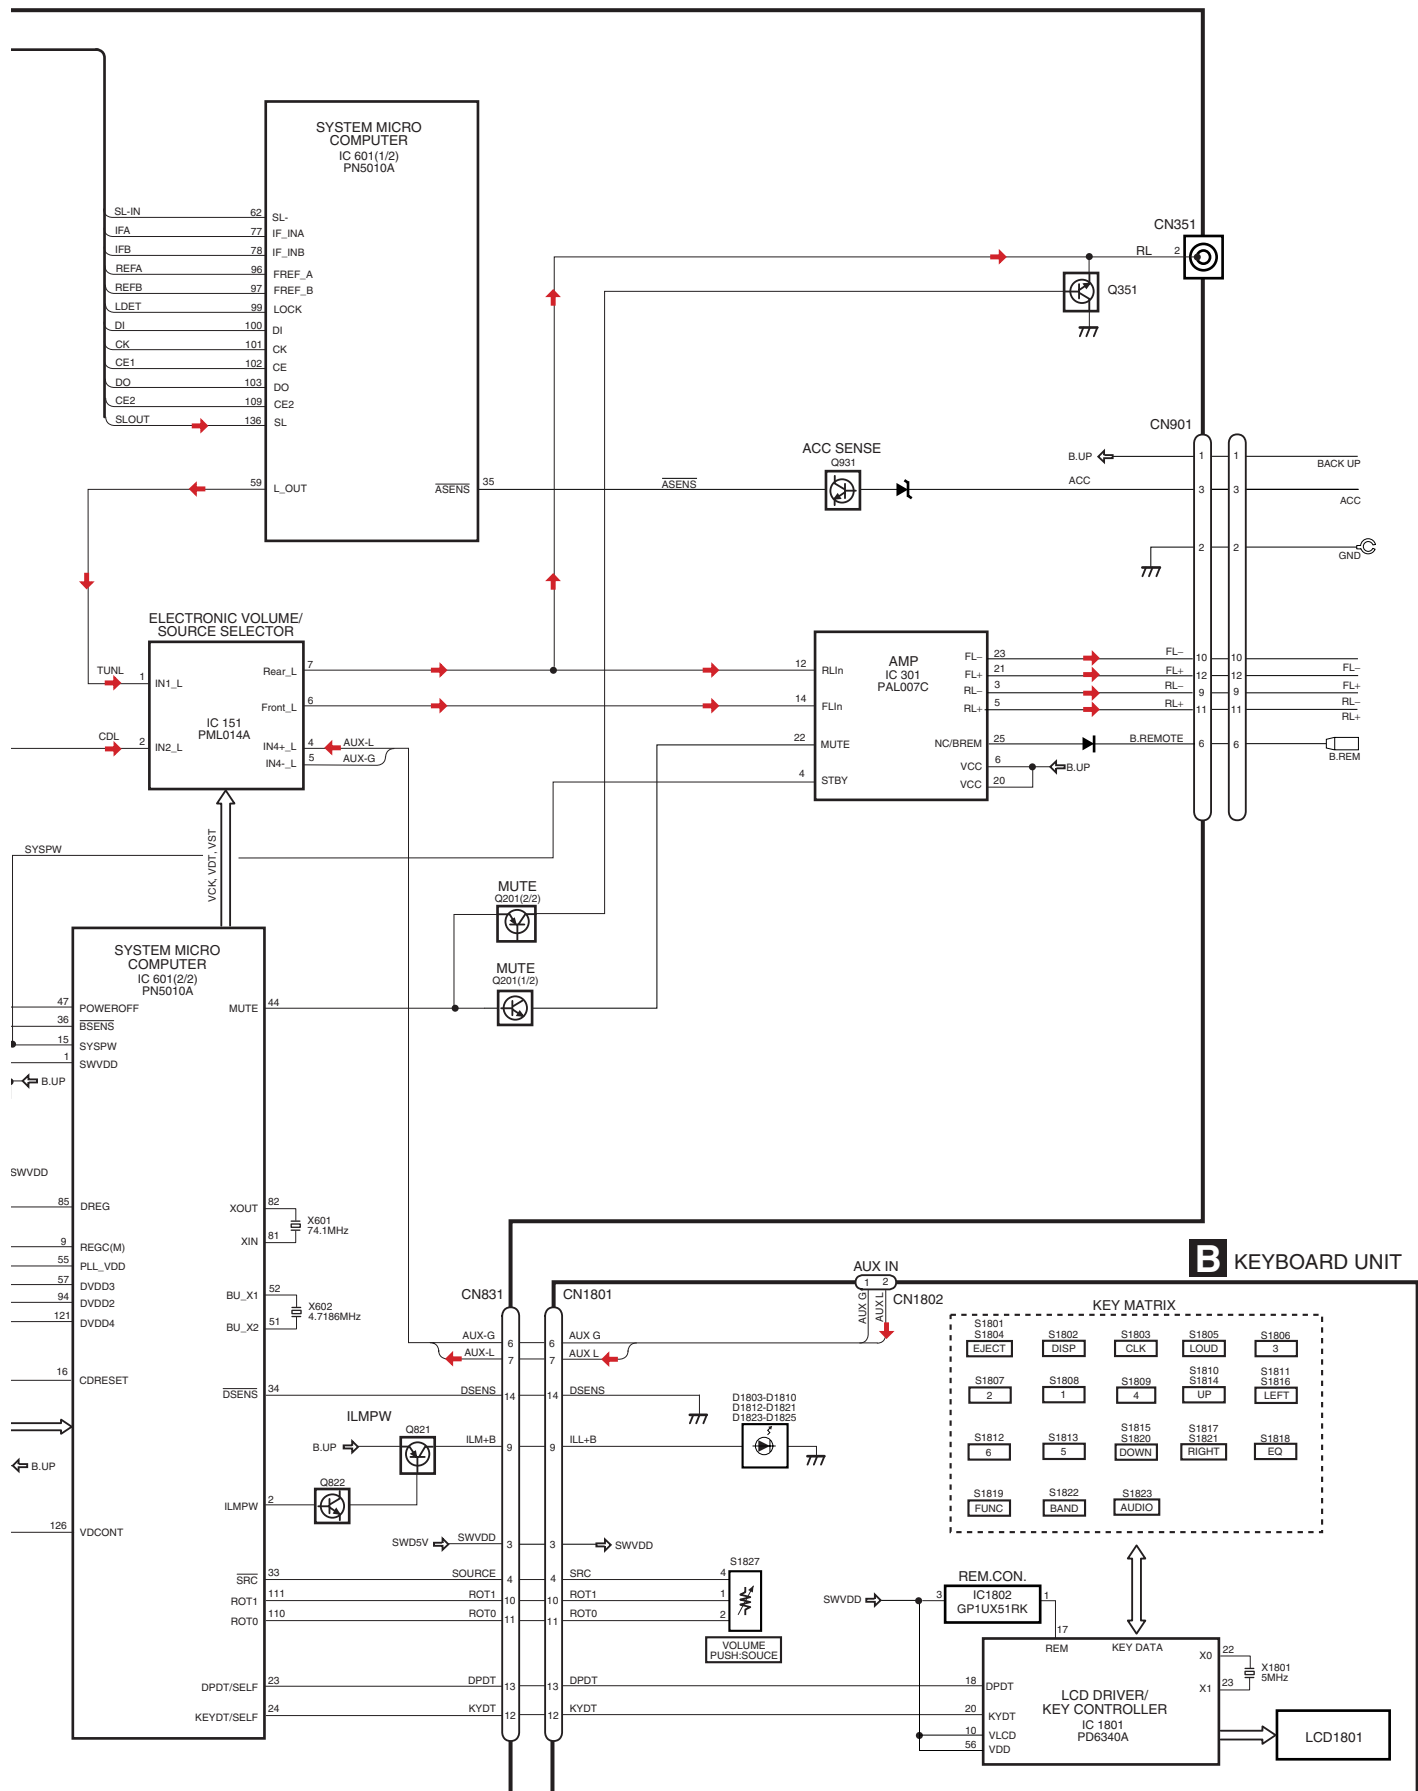 SYSTEM MICRO
COMPUTER
IC 601(1/2)
PN5010A
SL-IN 62 SL-
IFA 77 IF_INA
IFB 78 IF_INB
REFA 96 FREF_A
REFB 97 FREF_B
LDET 99 LOCK
DI 100 DI
CK 101 CK
CE1 102 CE
DO 103 DO
CE2 109 CE2
SLOUT 136 SL
59 L_OUT
ASENS 35 ASENS
CN351
RL 2
Q351
ACC SENSE
Q931
CN901
B.UP 1 1 BACK UP
ACC 3 3 ACC
2 2 GND
ELECTRONIC VOLUME/
SOURCE SELECTOR
TUNL 1 IN1_L
Rear_L 7
Front_L 6
IC 151
PML014A
CDL 2 IN2_L
IN4+_L 4 AUX-L
IN4-_L 5 AUX-G
12 RLIn
14 FLIn
22 MUTE
4 STBY
AMP
IC 301
PAL007C
FL− 23 FL− 10 10 FL−
FL+ 21 FL+ 12 12 FL+
RL− 3 RL− 9 9 RL−
RL+ 5 RL+ 11 11 RL+
NC/BREM 25 B.REMOTE 6 6 B.REM
VCC 6 B.UP
VCC 20
SYSPW
VCK, VDT, VST
MUTE
Q201(2/2)
MUTE
Q201(1/2)
SYSTEM MICRO
COMPUTER
IC 601(2/2)
PN5010A
47 POWEROFF
MUTE 44
36 BSENS
15 SYSPW
1 SWVDD
B.UP
SWVDD
85 DREG
9 REGC(M)
55 PLL_VDD
57 DVDD3
94 DVDD2
121 DVDD4
16 CDRESET
B.UP
126 VDCONT
XOUT 82
X601
74.1MHz
XIN 81
BU_X1 52
X602
4.7186MHz
BU_X2 51
DSENS 34
ILMPW 2
SRC 33
ROT1 111
ROT0 110
DPDT/SELF 23
KEYDT/SELF 24
ILMPW
B.UP
Q821
Q822
CN831
CN1801
AUX-G 6 6 AUX G
AUX-L 7 7 AUX L
DSENS 14 14 DSENS
ILM+B 9 9 ILL+B
SWD5V SWVDD 3 3 SWVDD
SOURCE 4 4 SRC
ROT1 10 10 ROT1
ROT0 11 11 ROT0
DPDT 13 13 DPDT
KYDT 12 12 KYDT
B KEYBOARD UNIT
AUX IN
1 2
CN1802
AUX G
AUX L
D1803-D1810
D1812-D1821
D1823-D1825
S1827
4
1
2
VOLUME
PUSH:SOUCE
KEY MATRIX
S1801
S1804
EJECT
S1802
DISP
S1803
CLK
S1805
LOUD
S1806
3
S1807
2
S1808
1
S1809
4
S1810
S1814
UP
S1811
S1816
LEFT
S1812
6
S1813
5
S1815
S1820
DOWN
S1817
S1821
RIGHT
S1818
EQ
S1819
FUNC
S1822
BAND
S1823
AUDIO
REM.CON.
SWVDD
3
IC1802
GP1UX51RK
1
17
REM
KEY DATA
18 DPDT
20 KYDT
10 VLCD
56 VDD
LCD DRIVER/
KEY CONTROLLER
IC 1801
PD6340A
X0 22
X1 23
X1801
5MHz
LCD1801